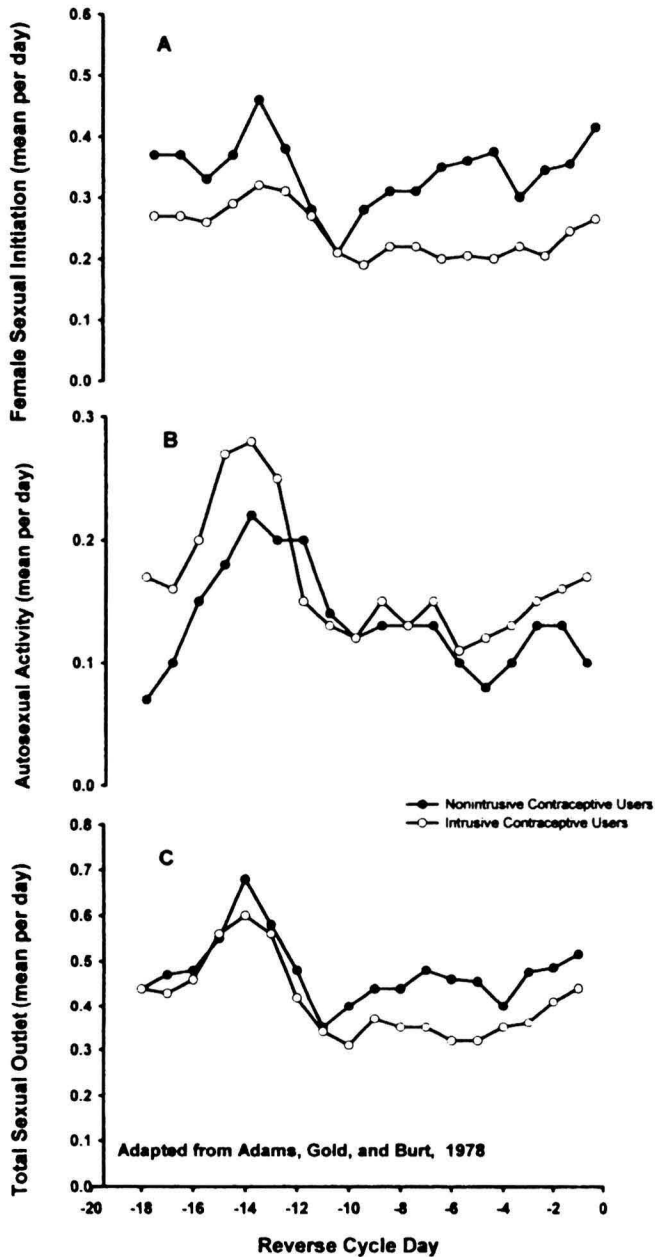 A
Female Sexual Initiation (mean per day)
0.6
0.5
0.4
0.3
0.2
0.1
0.0
B
Autosexual Activity (mean per day)
0.3
0.2
0.1
0.0
Nonintrusive Contraceptive Users
Intrusive Contraceptive Users
C
Total Sexual Outlet (mean per day)
0.8
0.7
0.6
0.5
0.4
0.3
0.2
0.1
0.0
Adapted from Adams, Gold, and Burt, 1978
-20 -18 -16 -14 -12 -10 -8 -6 -4 -2 0
Reverse Cycle Day